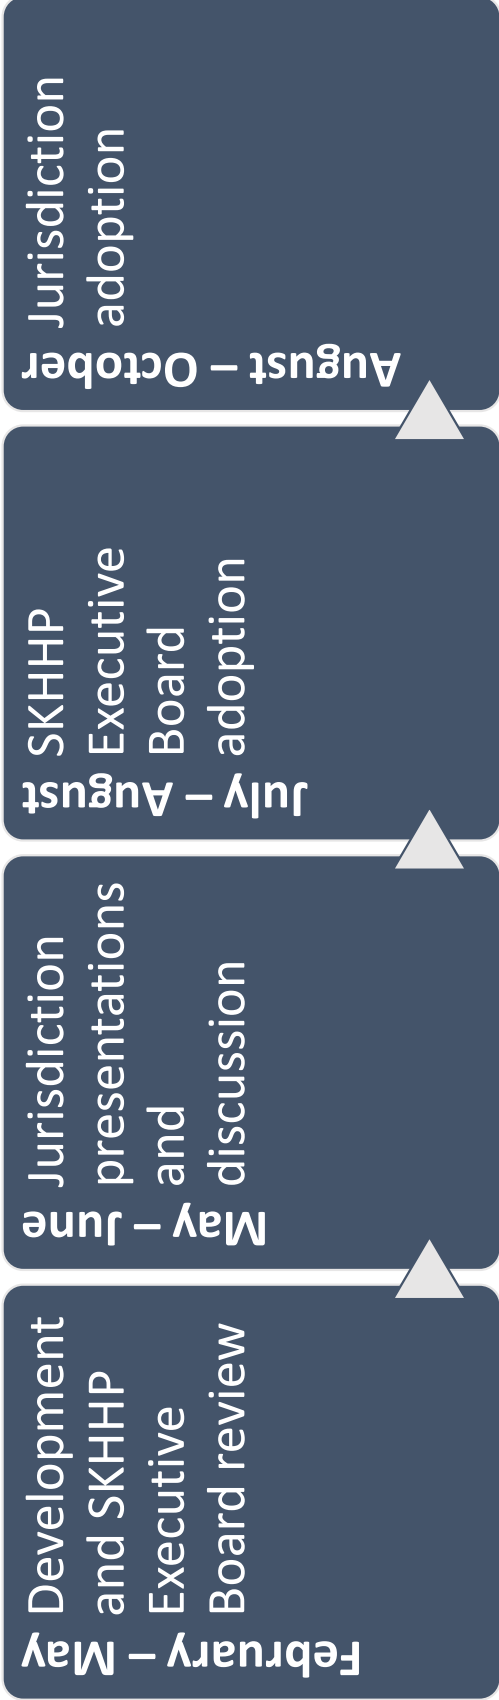 February – May
Development
and SKHHP
Executive
Board review
May – June
Jurisdiction
presentations
and
discussion
July – August
SKHHP
Executive
Board
adoption
August – October
Jurisdiction
adoption